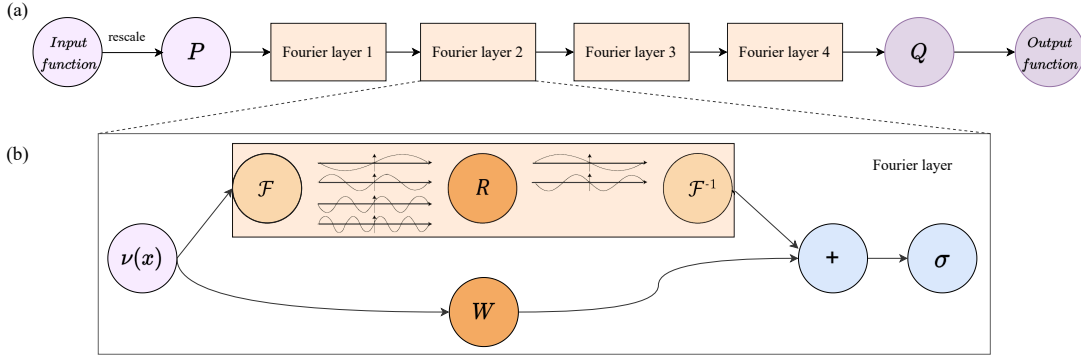 (a)
Input
function
rescale
P
Fourier layer 1
Fourier layer 2
Fourier layer 3
Fourier layer 4
Q
Output
function
(b)
Fourier layer
ℱ
R
ℱ⁻¹
ν(x)
+
σ
W